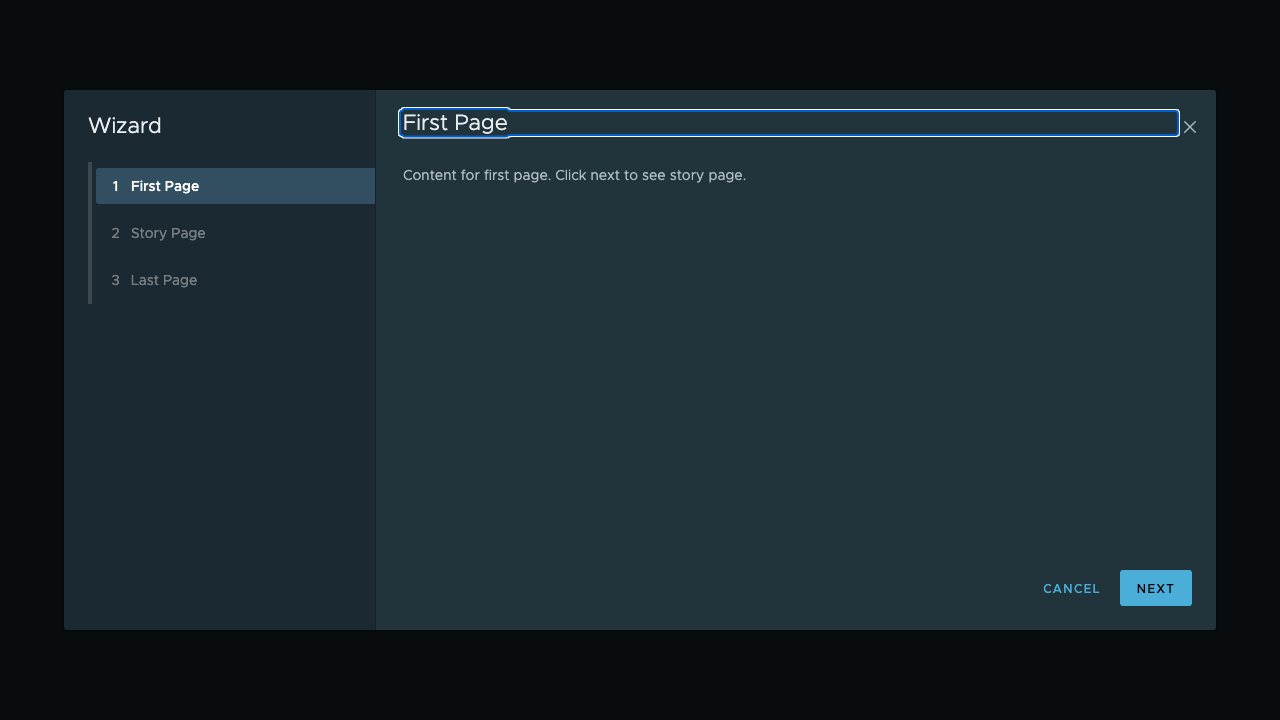 Wizard
1 First Page
2 Story Page
3 Last Page
First Page
Content for first page. Click next to see story page.
CANCEL NEXT